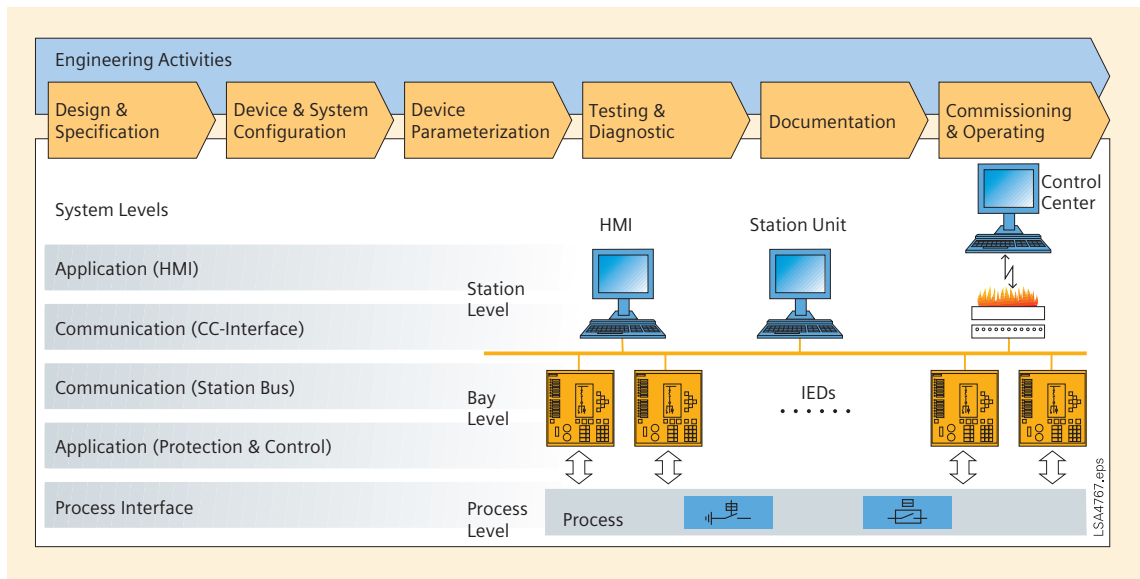 Engineering Activities
Design &
Specification
Device & System
Configuration
Device
Parameterization
Testing &
Diagnostic
Documentation
Commissioning
& Operating
Control
Center
System Levels
HMI
Station Unit
Application (HMI)
Station
Level
Communication (CC-Interface)
Communication (Station Bus)
Bay
Level
IEDs
Application (Protection & Control)
Process Interface
Process
Level
Process
LSA4767.eps